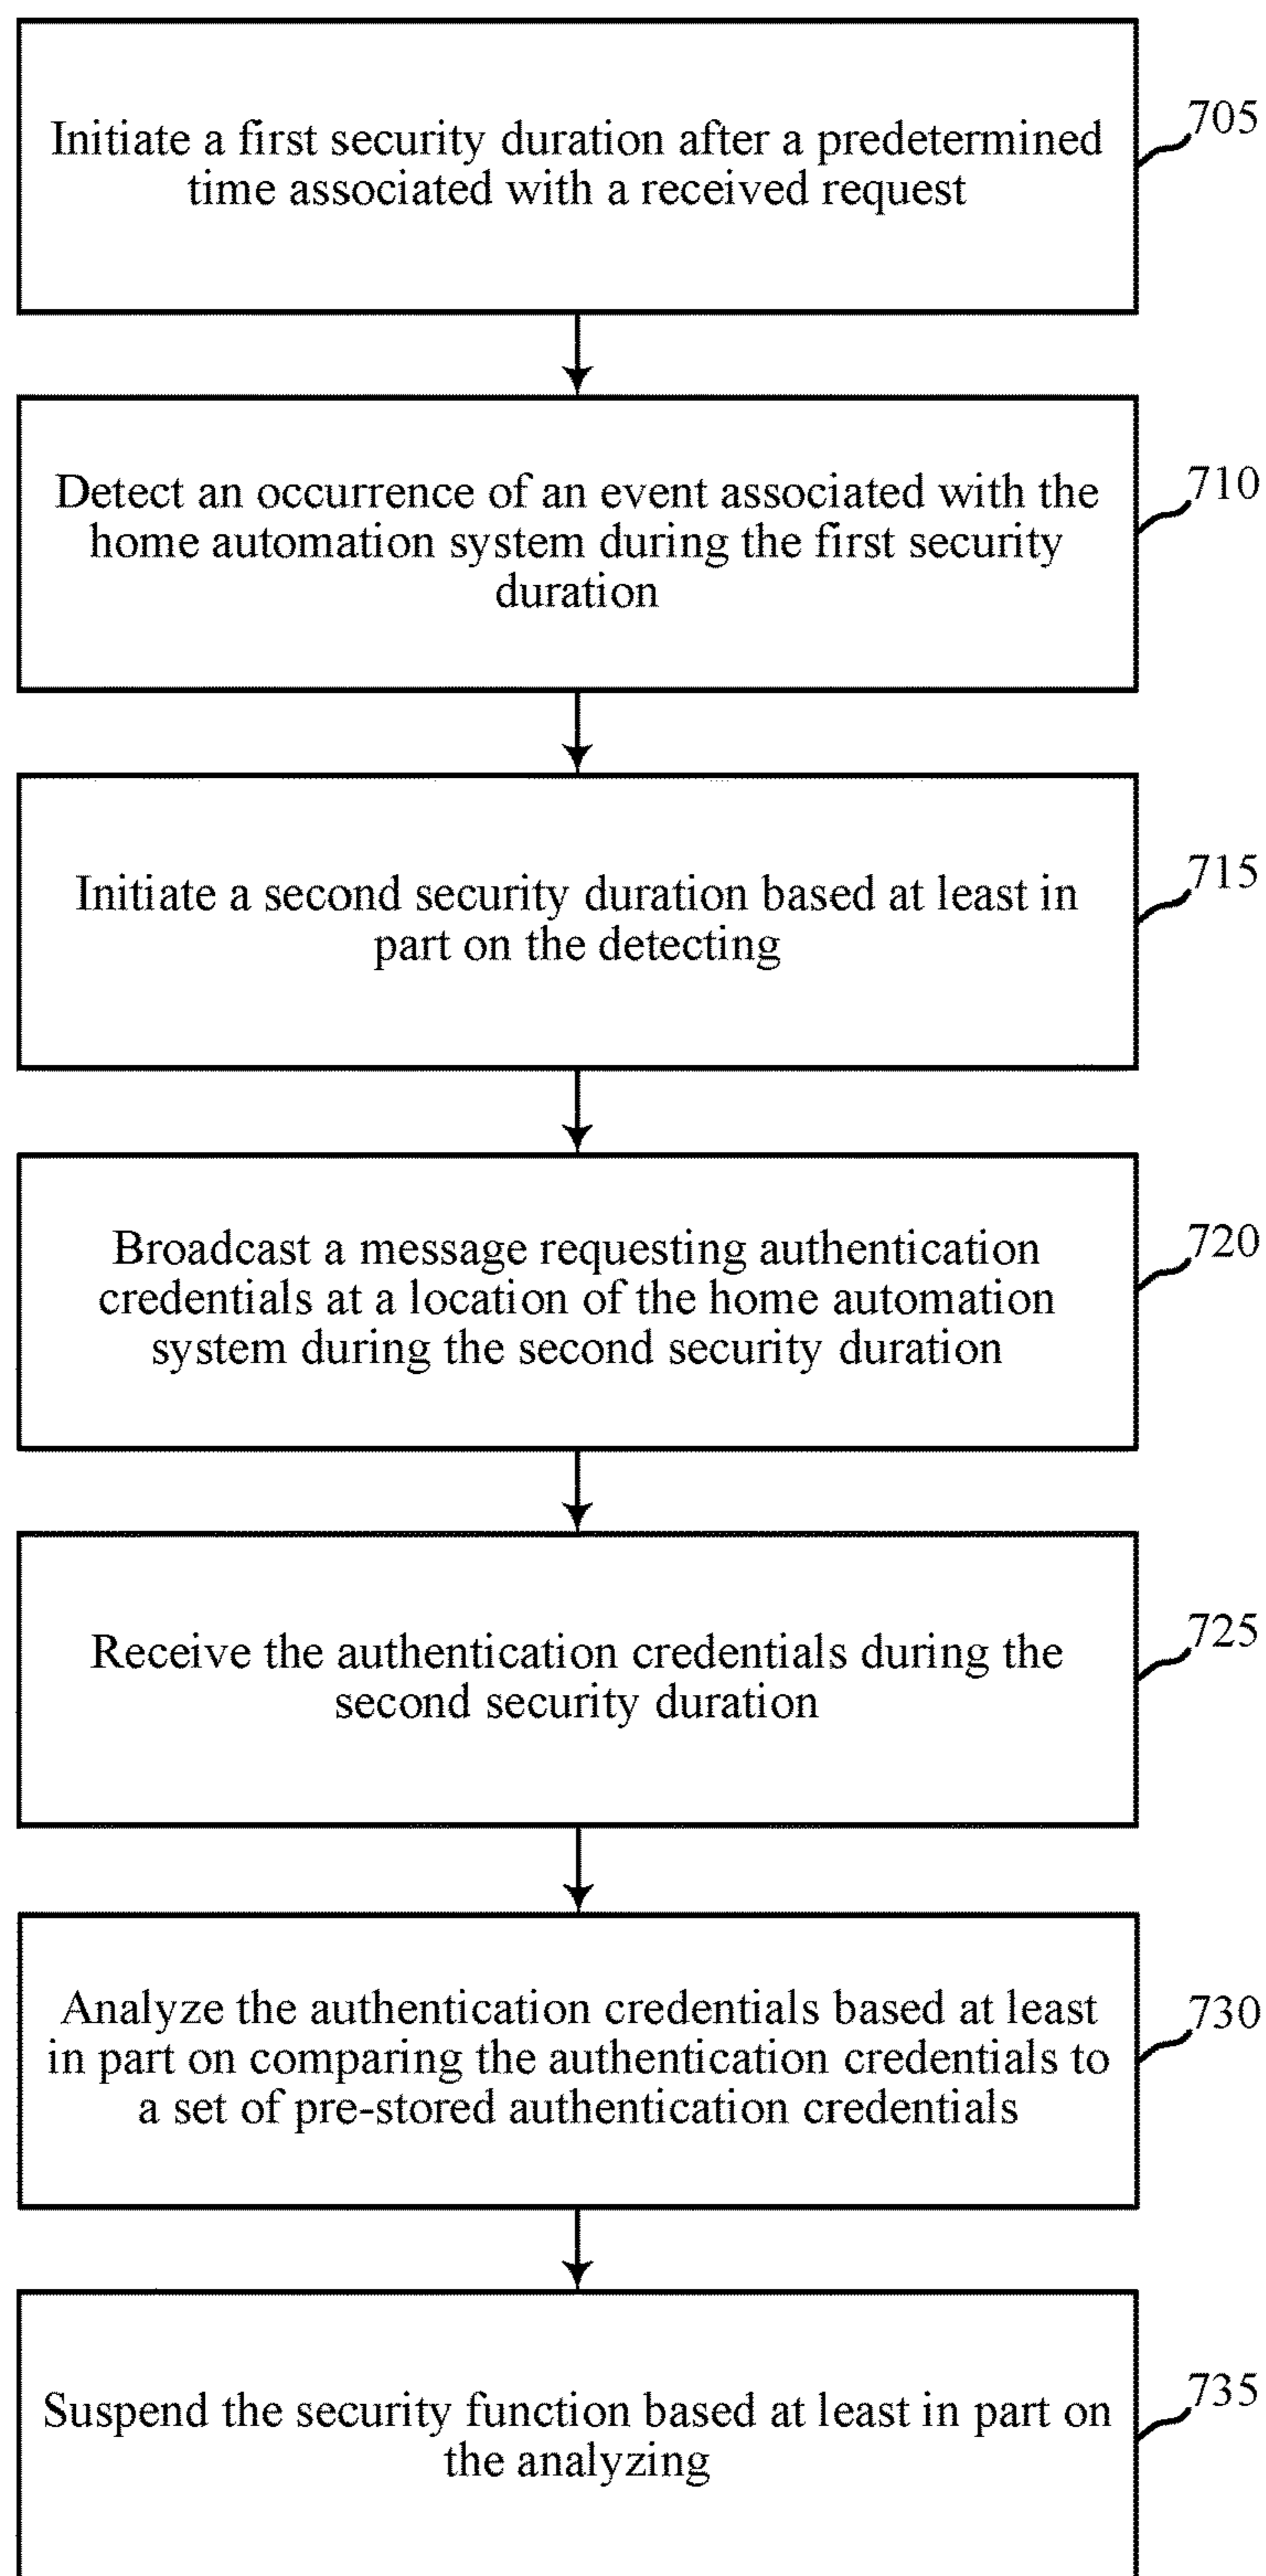 Initiate a first security duration after a predetermined
time associated with a received request
705
Detect an occurrence of an event associated with the
home automation system during the first security
duration
710
Initiate a second security duration based at least in
part on the detecting
715
Broadcast a message requesting authentication
credentials at a location of the home automation
system during the second security duration
720
Receive the authentication credentials during the
second security duration
725
Analyze the authentication credentials based at least
in part on comparing the authentication credentials to
a set of pre-stored authentication credentials
730
Suspend the security function based at least in part on
the analyzing
735